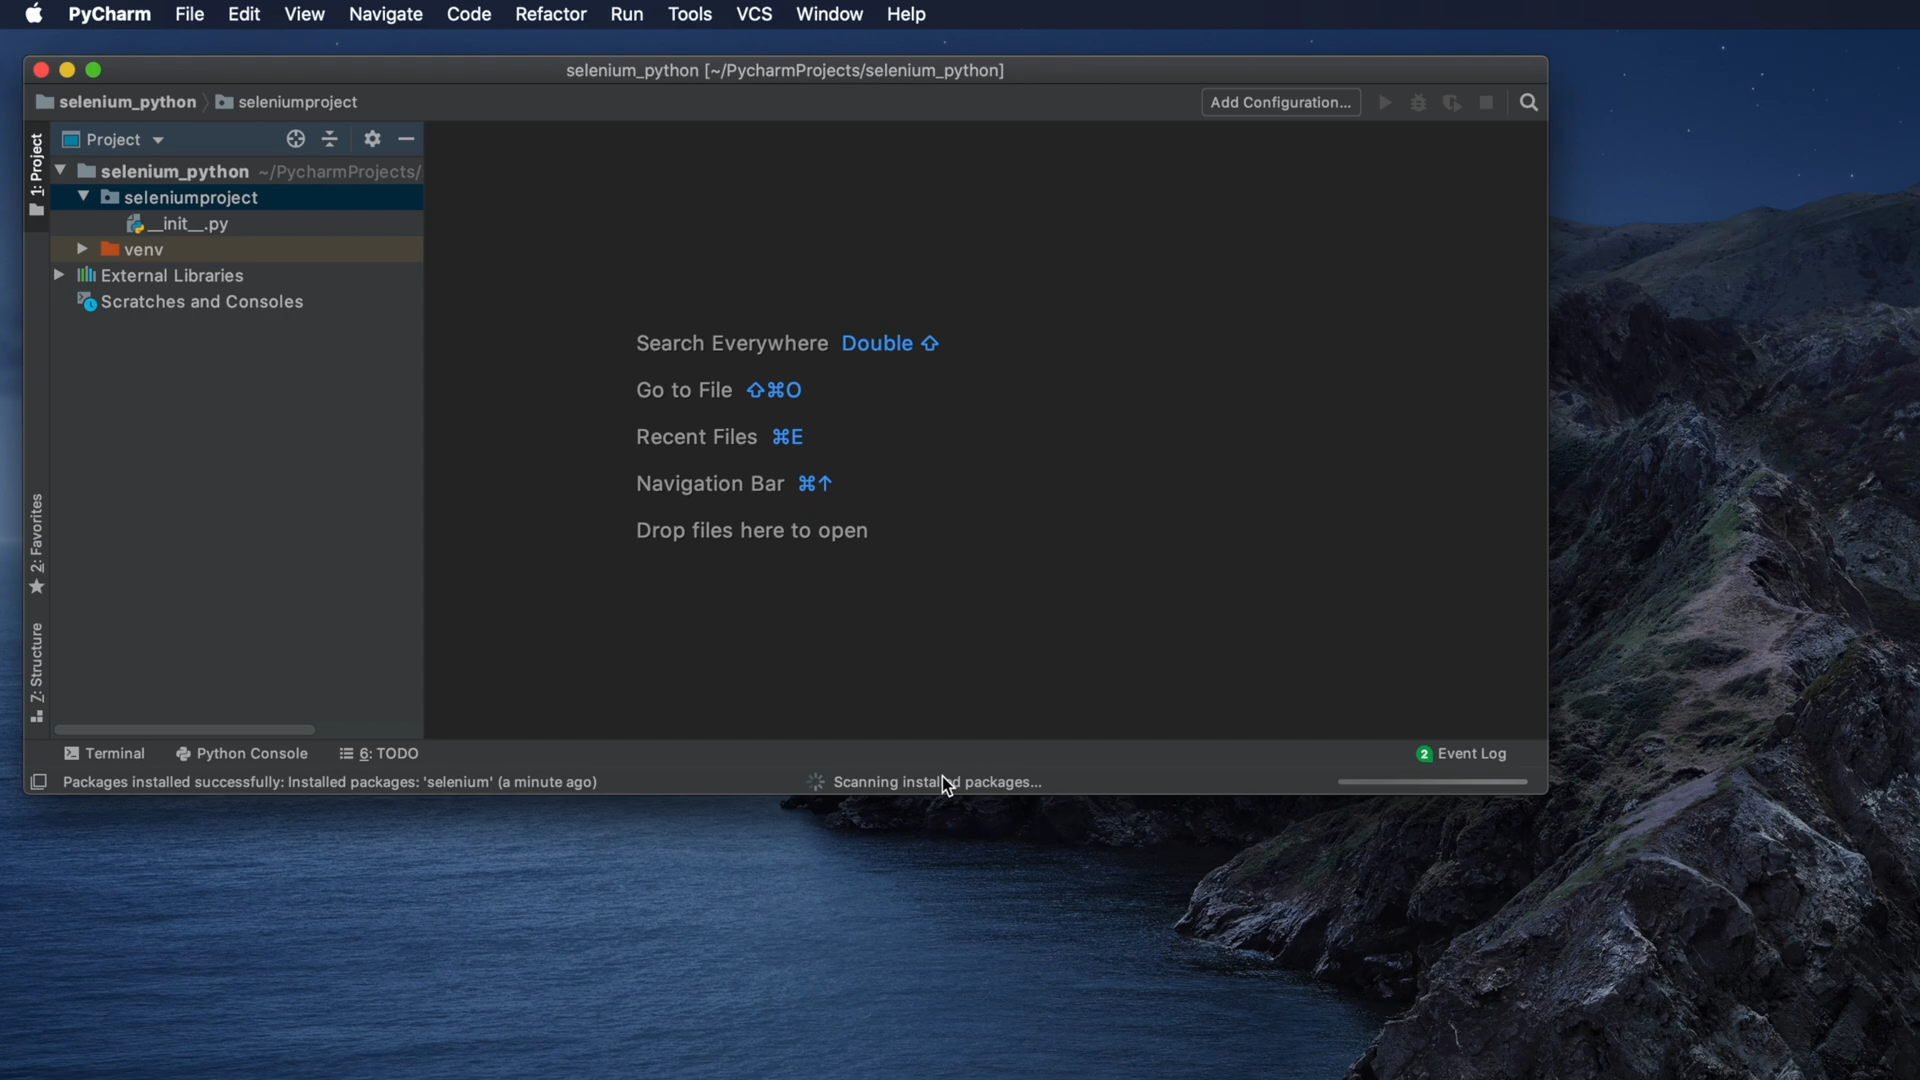 PyCharm File Edit View Navigate Code Refactor Run Tools VCS Window Help
selenium_python [~/PycharmProjects/selenium_python]
selenium_python seleniumproject Add Configuration...
1: Project
Project
selenium_python ~/PycharmProjects/
seleniumproject
__init__.py
venv
External Libraries
Scratches and Consoles
Search Everywhere Double ⇧
Go to File ⇧⌘O
Recent Files ⌘E
Navigation Bar ⌘↑
Drop files here to open
2: Favorites
7: Structure
Terminal Python Console 6: TODO 2 Event Log
Packages installed successfully: Installed packages: 'selenium' (a minute ago) Scanning installed packages...